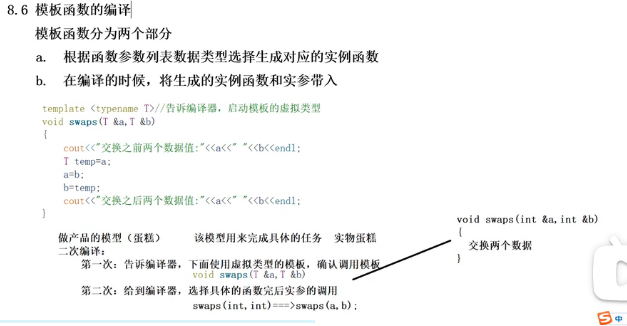 8.6 模板函数的编译
模板函数分为两个部分
a. 根据函数参数列表数据类型选择生成对应的实例函数
b. 在编译的时候，将生成的实例函数和实参带入
template <typename T>//告诉编译器，启动模板的虚拟类型
void swaps(T &a,T &b)
{
cout<<"交换之前两个数据值:"<<a<<" "<<b<<endl;
T temp=a;
a=b;
b=temp;
cout<<"交换之后两个数据值:"<<a<<" "<<b<<endl;
}
做产品的模型（蛋糕） 该模型用来完成具体的任务 实物蛋糕
二次编译：
第一次：告诉编译器，下面使用虚拟类型的模板，确认调用模板
void swaps(T &a,T &b)
第二次：给到编译器，选择具体的函数完后实参的调用
swaps(int,int)===>swaps(a,b);
void swaps(int &a,int &b)
{
交换两个数据
}
中